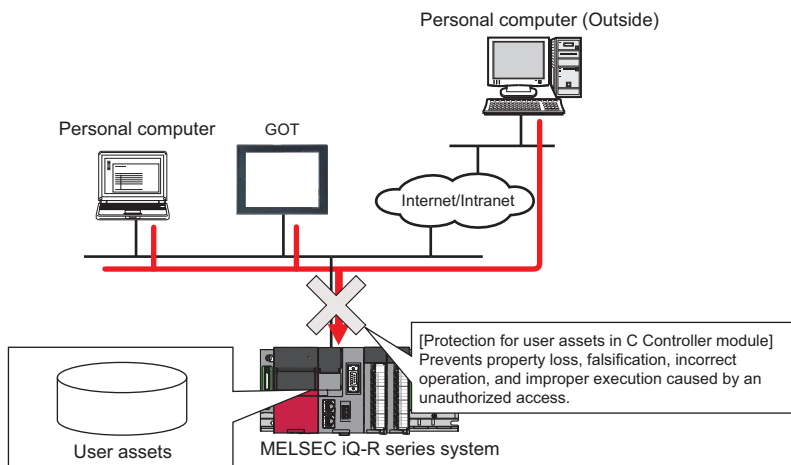 Personal computer (Outside)
Personal computer
GOT
Internet/Intranet
[Protection for user assets in C Controller module]
Prevents property loss, falsification, incorrect
operation, and improper execution caused by an
unauthorized access.
User assets
MELSEC iQ-R series system